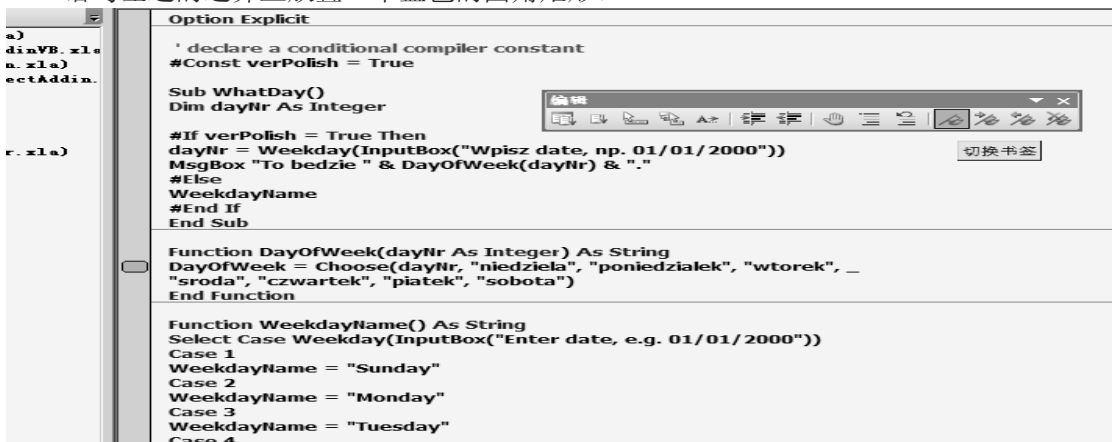 a)
dinVB.xla
n.xla)
ectAddin.
r.xla)
Option Explicit
' declare a conditional compiler constant
#Const verPolish = True
Sub WhatDay()
Dim dayNr As Integer
#If verPolish = True Then
dayNr = Weekday(InputBox("Wpisz date, np. 01/01/2000"))
MsgBox "To bedzie " & DayOfWeek(dayNr) & "."
#Else
WeekdayName
#End If
End Sub
Function DayOfWeek(dayNr As Integer) As String
DayOfWeek = Choose(dayNr, "niedziela", "poniedzialek", "wtorek", _
"sroda", "czwartek", "piatek", "sobota")
End Function
Function WeekdayName() As String
Select Case Weekday(InputBox("Enter date, e.g. 01/01/2000"))
Case 1
WeekdayName = "Sunday"
Case 2
WeekdayName = "Monday"
Case 3
WeekdayName = "Tuesday"
Case 4
编辑
切换书签